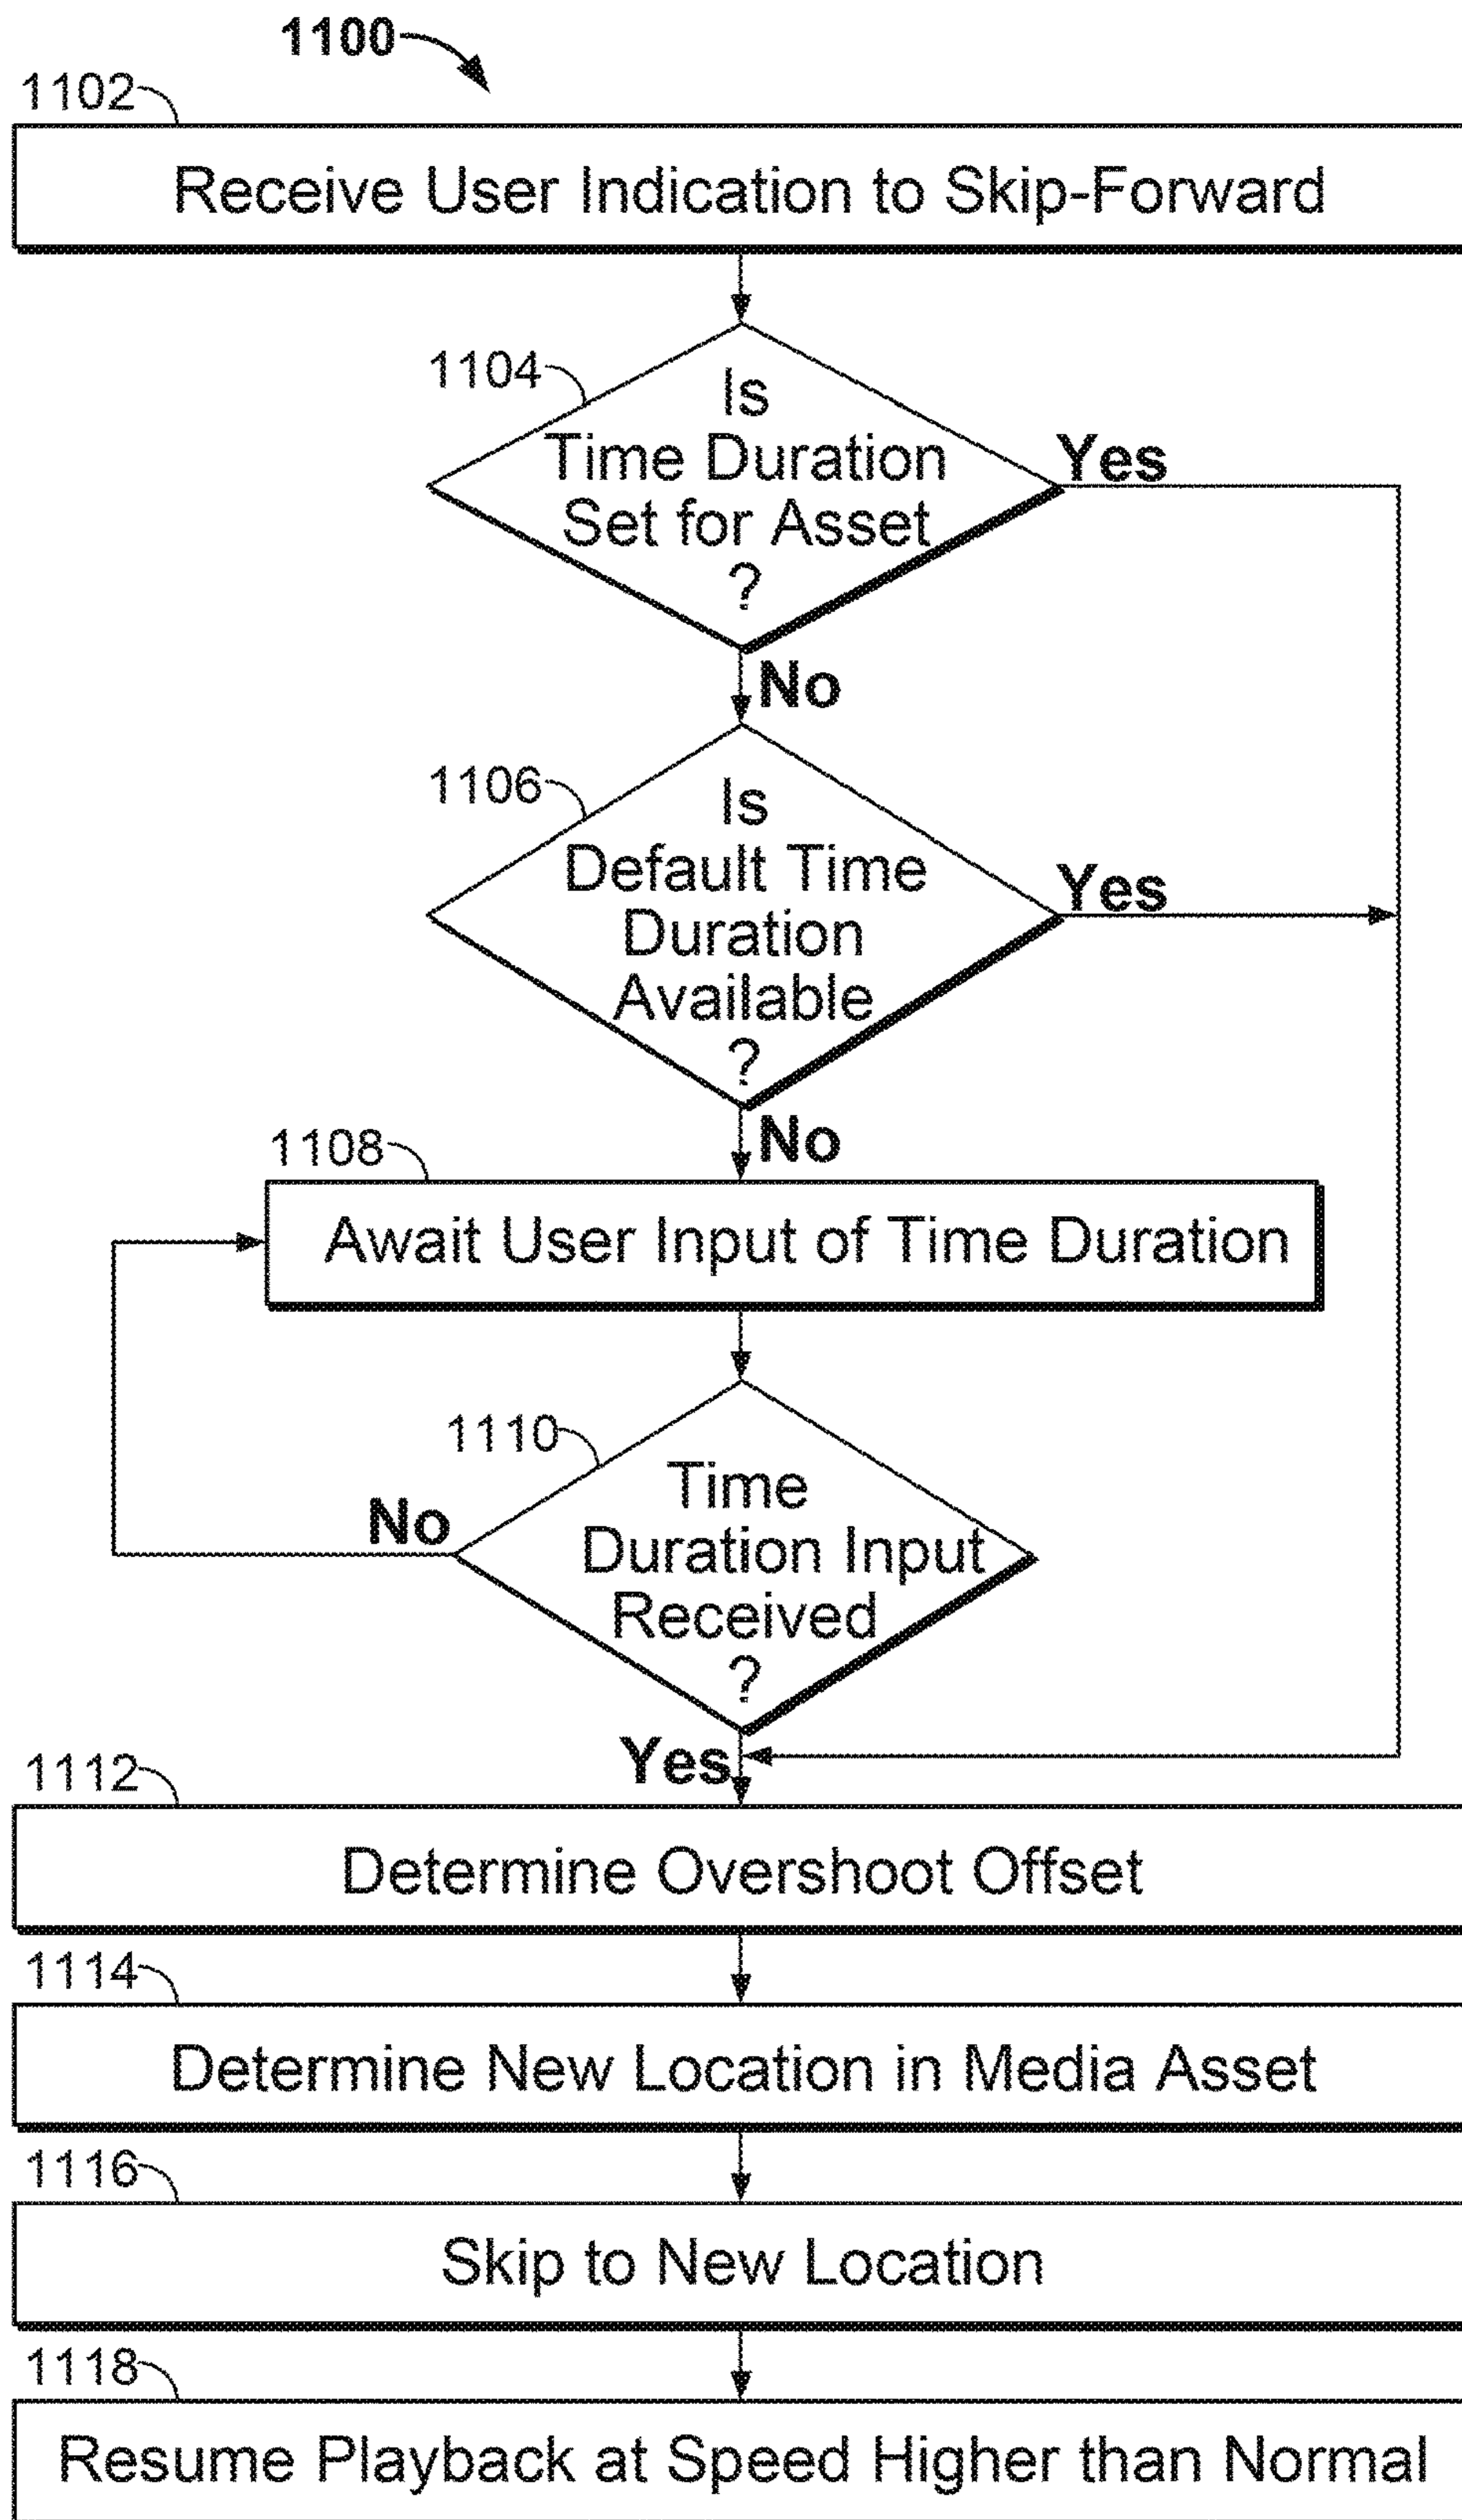 1100
1102
Receive User Indication to Skip-Forward
1104
Is
Time Duration
Set for Asset
?
Yes
No
1106
Is
Default Time
Duration
Available
?
Yes
No
1108
Await User Input of Time Duration
1110
Time
Duration Input
Received
?
No
Yes
1112
Determine Overshoot Offset
1114
Determine New Location in Media Asset
1116
Skip to New Location
1118
Resume Playback at Speed Higher than Normal